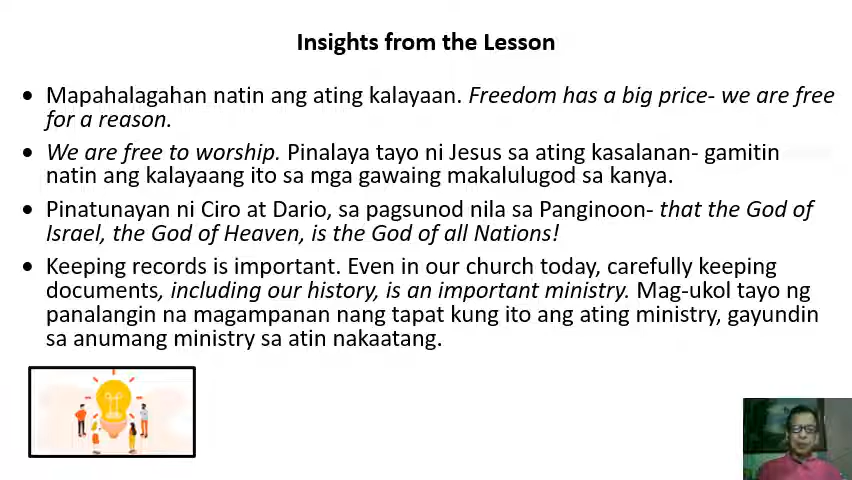 Insights from the Lesson
• Mapahalagahan natin ang ating kalayaan. Freedom has a big price- we are free
for a reason.
• We are free to worship. Pinalaya tayo ni Jesus sa ating kasalanan- gamitin
natin ang kalayaang ito sa mga gawaing makalulugod sa kanya.
• Pinatunayan ni Ciro at Dario, sa pagsunod nila sa Panginoon- that the God of
Israel, the God of Heaven, is the God of all Nations!
• Keeping records is important. Even in our church today, carefully keeping
documents, including our history, is an important ministry. Mag-ukol tayo ng
panalangin na magampanan nang tapat kung ito ang ating ministry, gayundin
sa anumang ministry sa atin nakaatang.